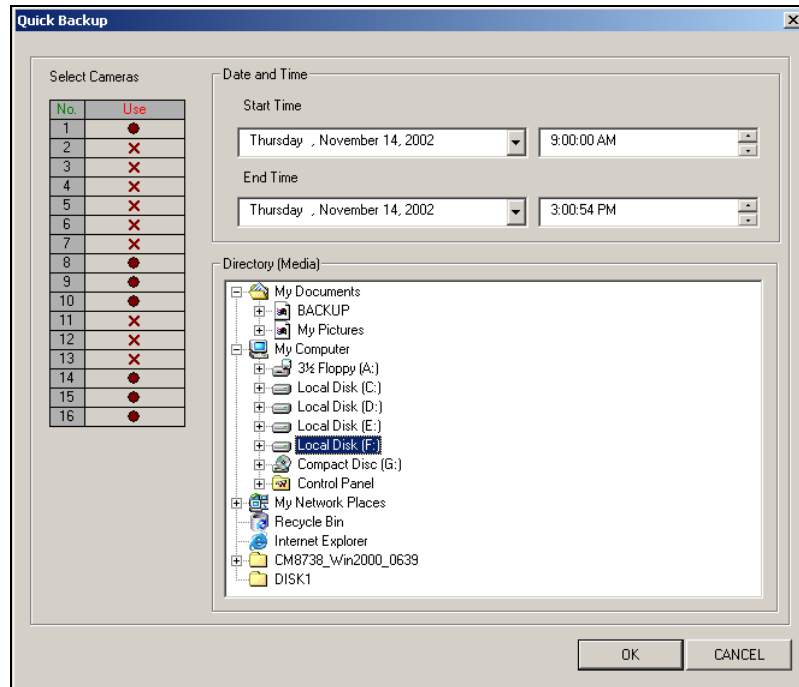 Quick Backup
Select Cameras
No. Use
1
2
3
4
5
6
7
8
9
10
11
12
13
14
15
16
Date and Time
Start Time
Thursday , November 14, 2002 9:00:00 AM
End Time
Thursday , November 14, 2002 3:00:54 PM
Directory (Media)
My Documents
BACKUP
My Pictures
My Computer
3½ Floppy (A:)
Local Disk (C:)
Local Disk (D:)
Local Disk (E:)
Local Disk (F:)
Compact Disc (G:)
Control Panel
My Network Places
Recycle Bin
Internet Explorer
CM8738_Win2000_0639
DISK1
OK CANCEL